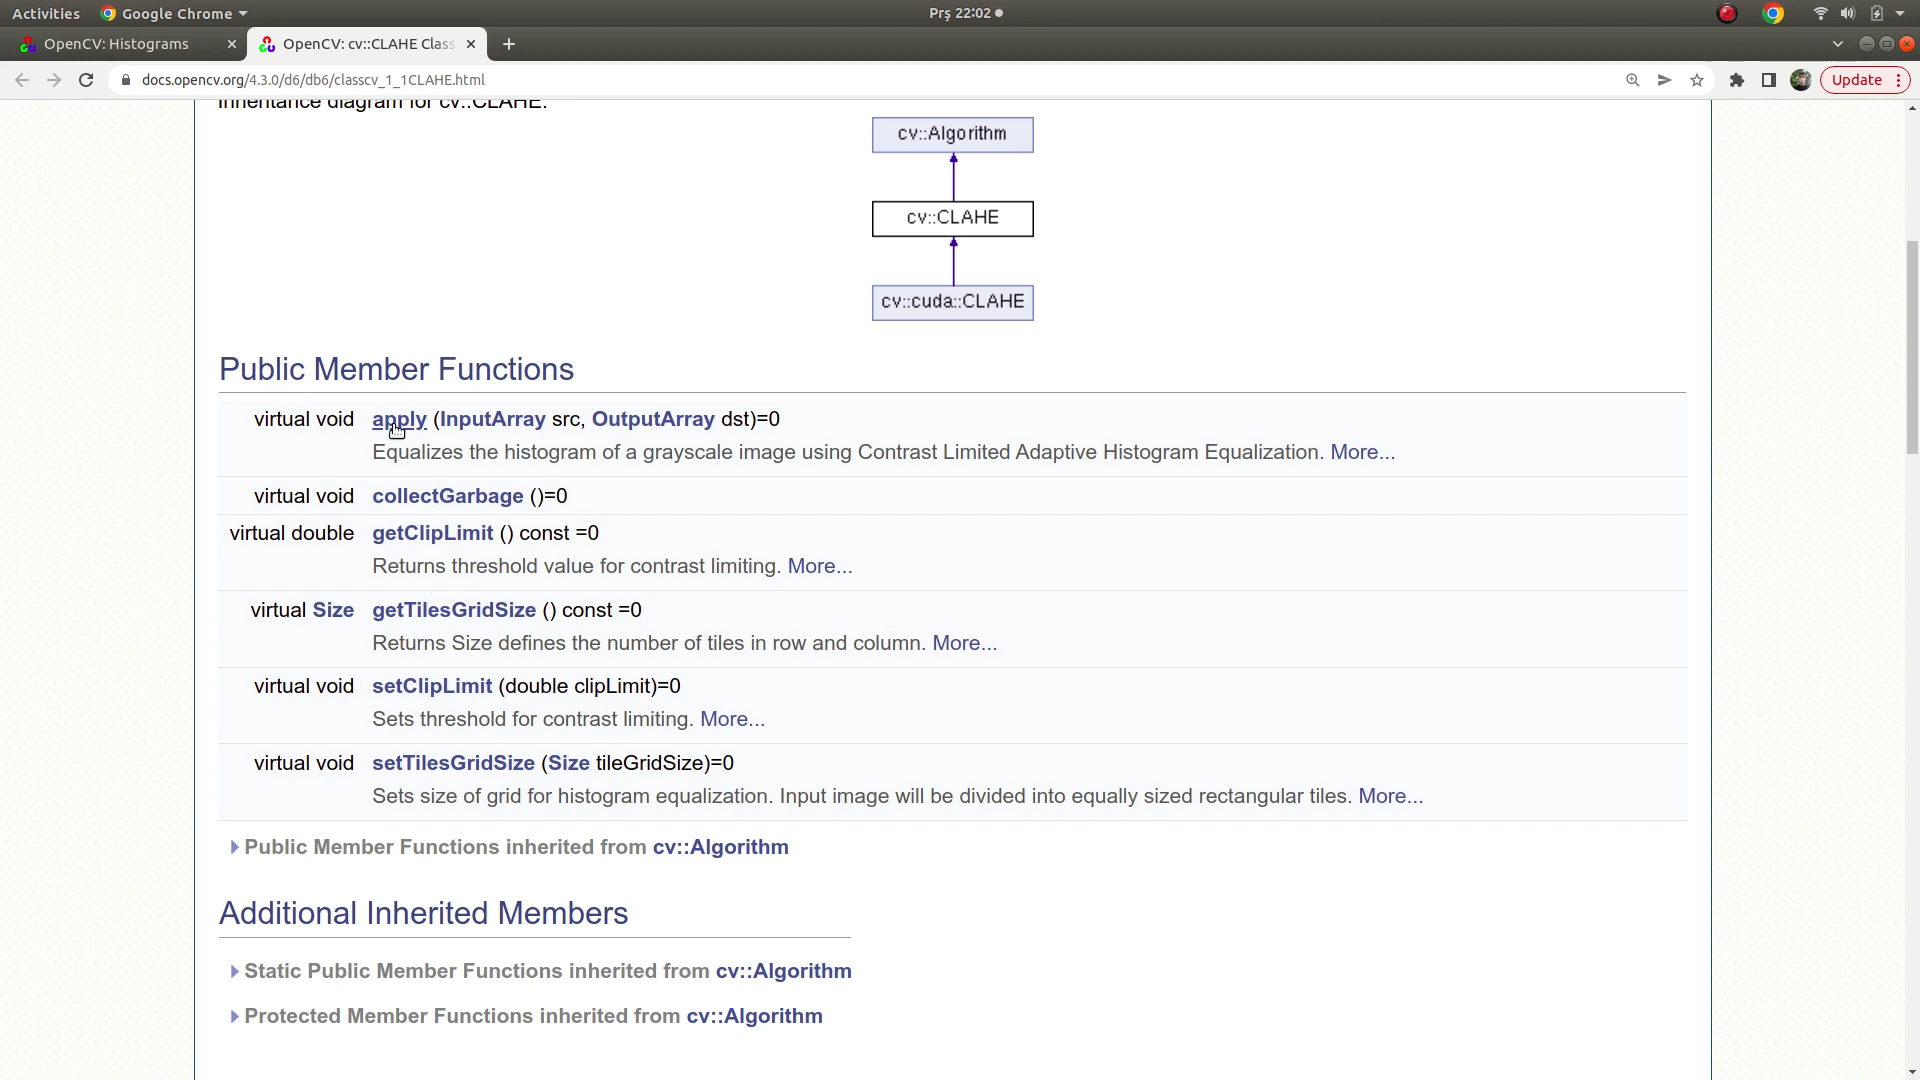 Activities Google Chrome Prş 22:02
OpenCV: Histograms OpenCV: cv::CLAHE Class
docs.opencv.org/4.3.0/d6/db6/classcv_1_1CLAHE.html Update
Inheritance diagram for cv::CLAHE:
cv::Algorithm
cv::CLAHE
cv::cuda::CLAHE
Public Member Functions
virtual void apply (InputArray src, OutputArray dst)=0
Equalizes the histogram of a grayscale image using Contrast Limited Adaptive Histogram Equalization. More...
virtual void collectGarbage ()=0
virtual double getClipLimit () const =0
Returns threshold value for contrast limiting. More...
virtual Size getTilesGridSize () const =0
Returns Size defines the number of tiles in row and column. More...
virtual void setClipLimit (double clipLimit)=0
Sets threshold for contrast limiting. More...
virtual void setTilesGridSize (Size tileGridSize)=0
Sets size of grid for histogram equalization. Input image will be divided into equally sized rectangular tiles. More...
Public Member Functions inherited from cv::Algorithm
Additional Inherited Members
Static Public Member Functions inherited from cv::Algorithm
Protected Member Functions inherited from cv::Algorithm